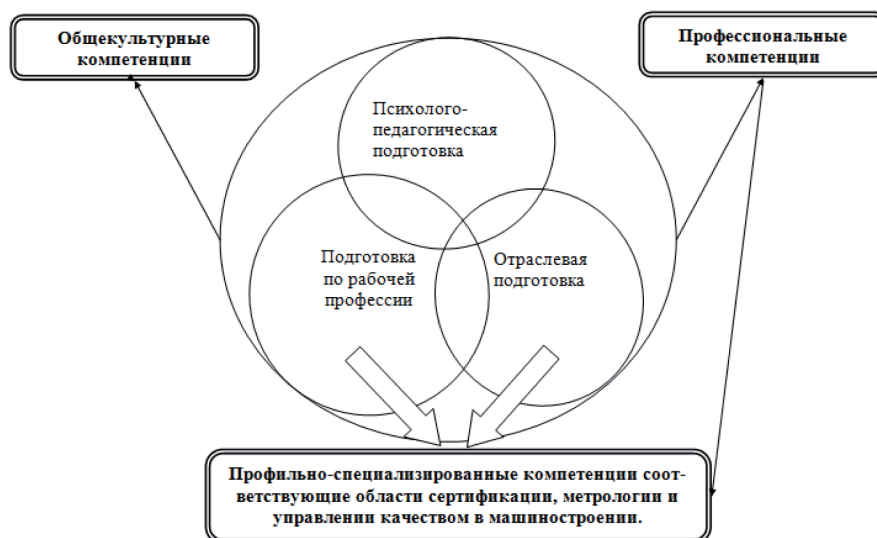 Общекультурные
компетенции
Профессиональные
компетенции
Психолого-
педагогическая
подготовка
Подготовка
по рабочей
профессии
Отраслевая
подготовка
Профильно-специализированные компетенции соот-
ветствующие области сертификации, метрологии и
управлении качеством в машиностроении.